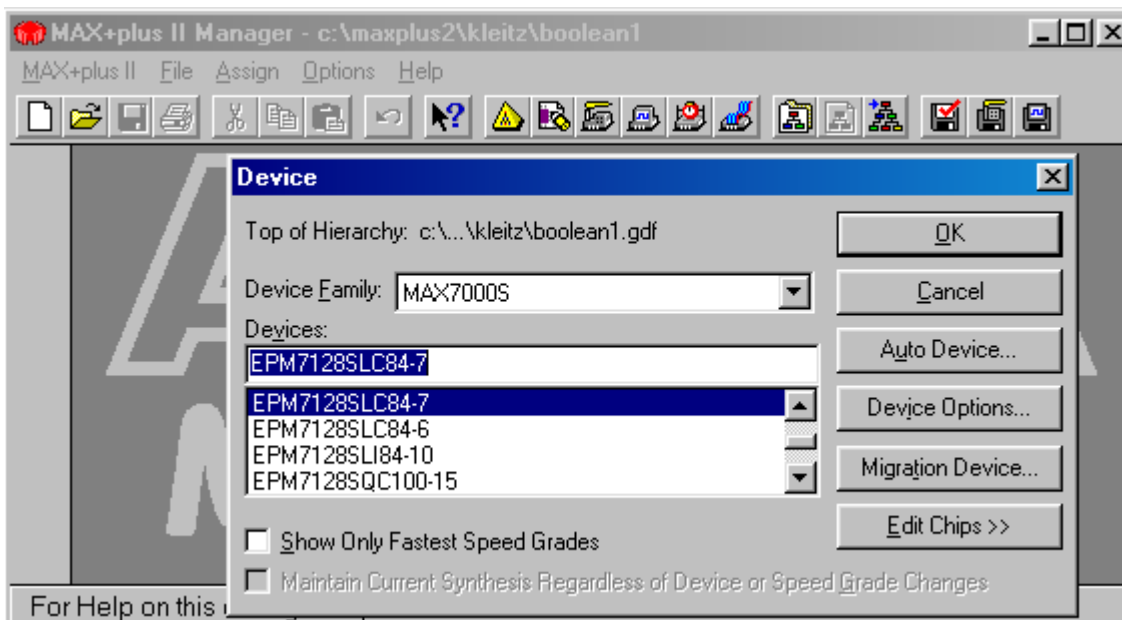 MAX+plus II Manager - c:\maxplus2\kleitz\boolean1
MAX+plus II File Assign Options Help
Device
Top of Hierarchy: c:\...\kleitz\boolean1.gdf
OK
Device Family: MAX7000S
Cancel
Devices:
EPM7128SLC84-7
Auto Device...
EPM7128SLC84-7
EPM7128SLC84-6
EPM7128SLI84-10
EPM7128SQC100-15
Device Options...
Migration Device...
Edit Chips >>
Show Only Fastest Speed Grades
Maintain Current Synthesis Regardless of Device or Speed Grade Changes
For Help on this